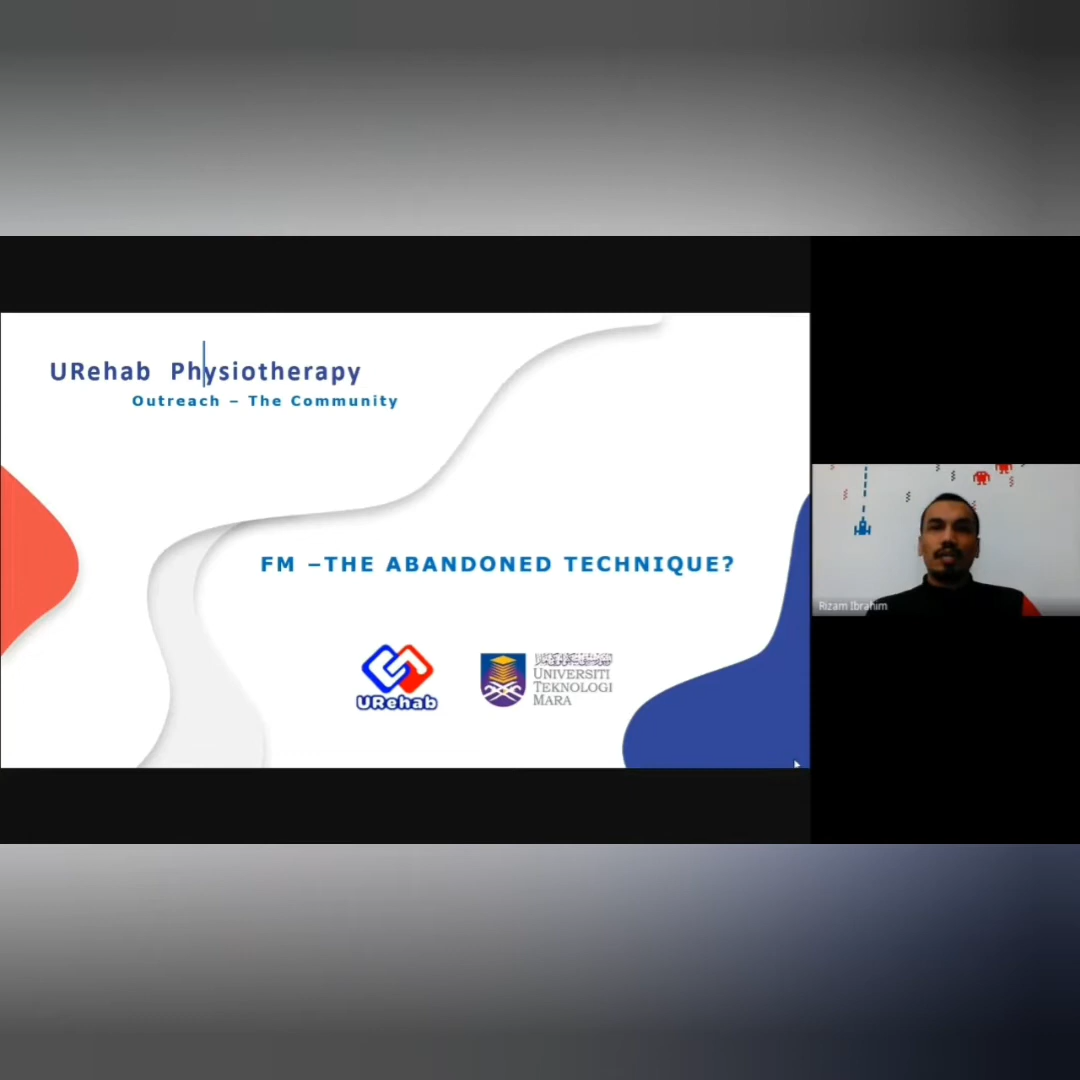 URehab Physiotherapy
Outreach – The Community
FM –THE ABANDONED TECHNIQUE?
URehab
UNIVERSITI
TEKNOLOGI
MARA
Rizam Ibrahim